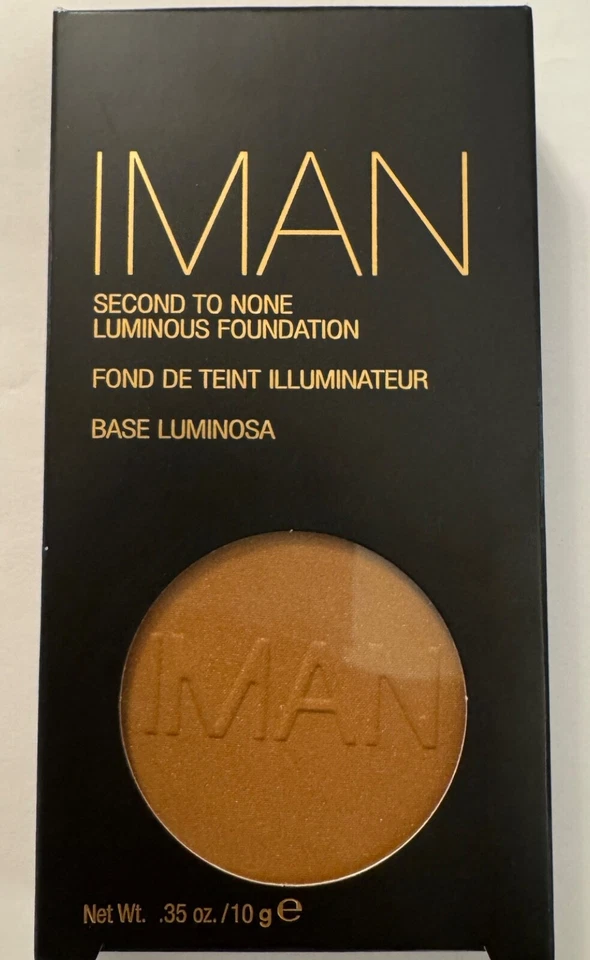 IMAN
SECOND TO NONE
LUMINOUS FOUNDATION
FOND DE TEINT ILLUMINATEUR
BASE LUMINOSA
IMAN
Net Wt. .35 oz./10 g ℮